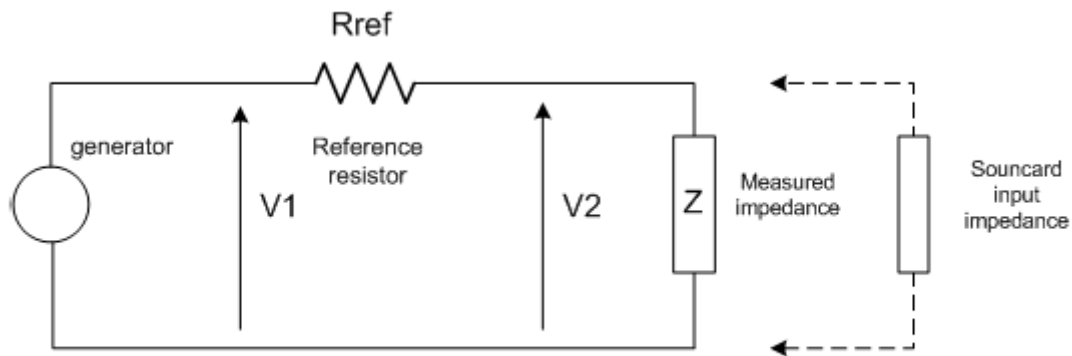 Rref
generator
Reference
resistor
V1
V2
Z
Measured
impedance
Souncard
input
impedance